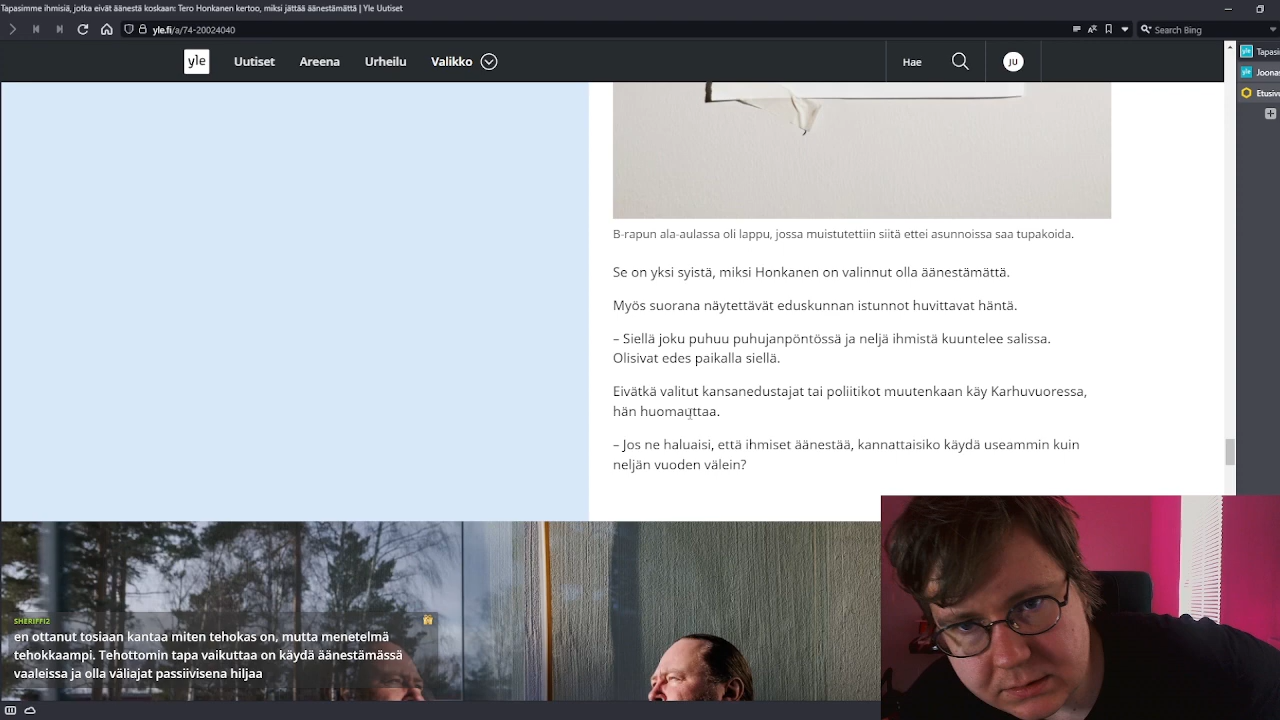 Tapasimme ihmisiä, jotka eivät äänestä koskaan: Tero Honkanen kertoo, miksi jättää äänestämättä | Yle Uutiset
yle.fi/a/74-20024040
Search Bing
yle
Uutiset
Areena
Urheilu
Valikko
Hae
JU
yle Tapasi
yle Joonas
Etusivu
B-rapun ala-aulassa oli lappu, jossa muistutettiin siitä ettei asunnoissa saa tupakoida.
Se on yksi syistä, miksi Honkanen on valinnut olla äänestämättä.
Myös suorana näytettävät eduskunnan istunnot huvittavat häntä.
– Siellä joku puhuu puhujanpöntössä ja neljä ihmistä kuuntelee salissa.
Olisivat edes paikalla siellä.
Eivätkä valitut kansanedustajat tai poliitikot muutenkaan käy Karhuvuoressa,
hän huomauttaa.
– Jos ne haluaisi, että ihmiset äänestää, kannattaisiko käydä useammin kuin
neljän vuoden välein?
SHERIFFI2
en ottanut tosiaan kantaa miten tehokas on, mutta menetelmä
tehokkaampi. Tehottomin tapa vaikuttaa on käydä äänestämässä
vaaleissa ja olla väliajat passiivisena hiljaa